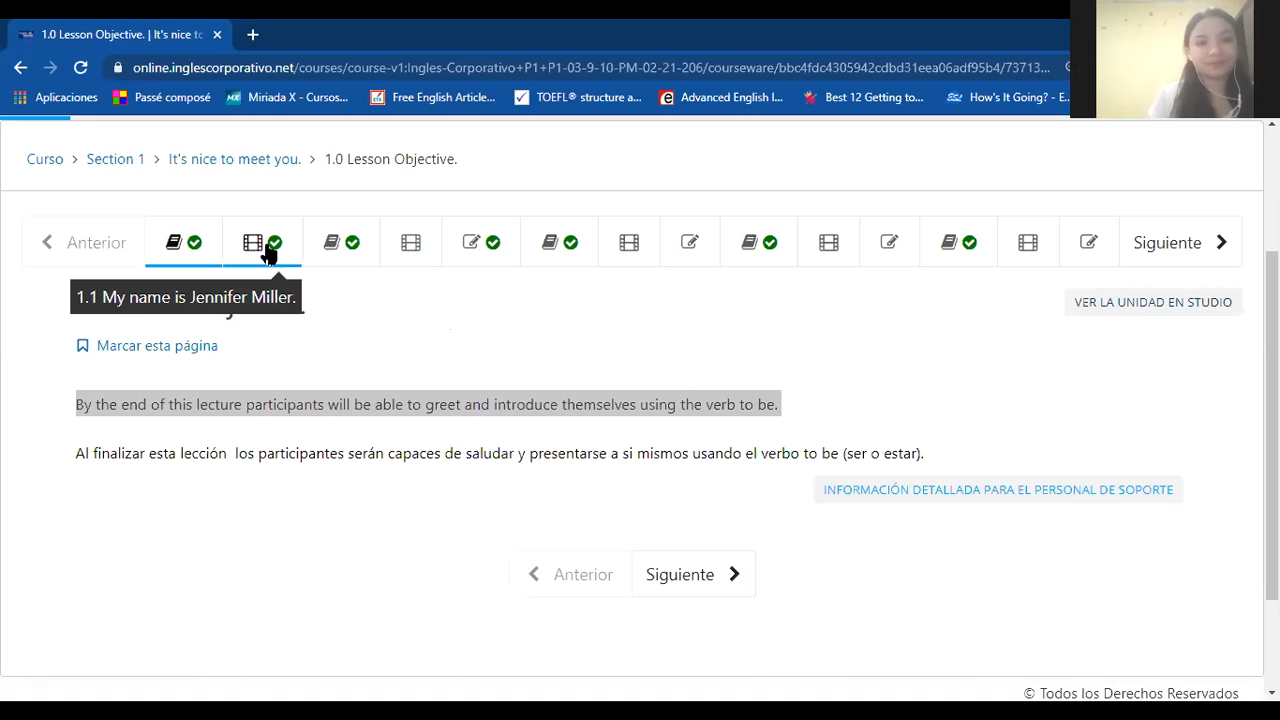 1.0 Lesson Objective. | It's nice to
online.inglescorporativo.net/courses/course-v1:Ingles-Corporativo+P1+P1-03-9-10-PM-02-21-206/courseware/bbc4fdc4305942cdbd31eea06adf95b4/73713...
Aplicaciones Passé composé Miriada X - Cursos... Free English Article... TOEFL® structure a... Advanced English l... Best 12 Getting to... How's It Going? - E...
Curso > Section 1 > It's nice to meet you. > 1.0 Lesson Objective.
Anterior Siguiente
1.1 My name is Jennifer Miller.
VER LA UNIDAD EN STUDIO
Marcar esta página
By the end of this lecture participants will be able to greet and introduce themselves using the verb to be.
Al finalizar esta lección los participantes serán capaces de saludar y presentarse a si mismos usando el verbo to be (ser o estar).
INFORMACIÓN DETALLADA PARA EL PERSONAL DE SOPORTE
Anterior Siguiente
© Todos los Derechos Reservados